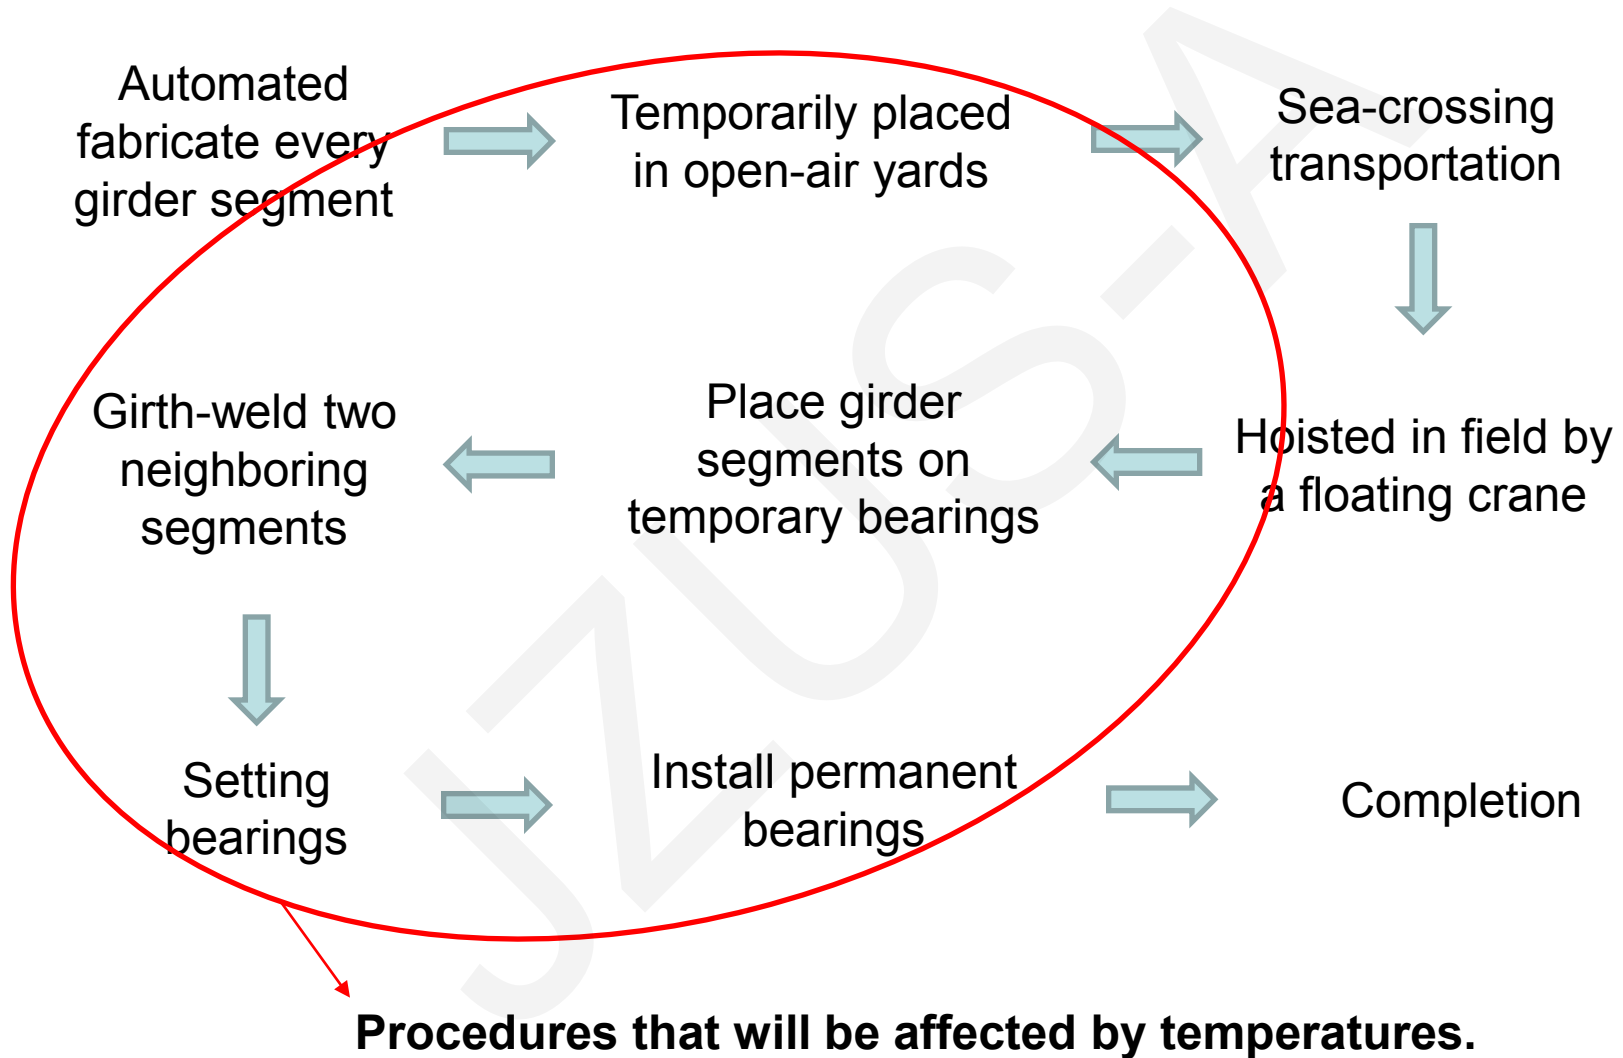 Automated
fabricate every
girder segment
Temporarily placed
in open-air yards
Sea-crossing
transportation
Hoisted in field by
a floating crane
Place girder
segments on
temporary bearings
Girth-weld two
neighboring
segments
Setting
bearings
Install permanent
bearings
Completion
Procedures that will be affected by temperatures.
JZUS-A